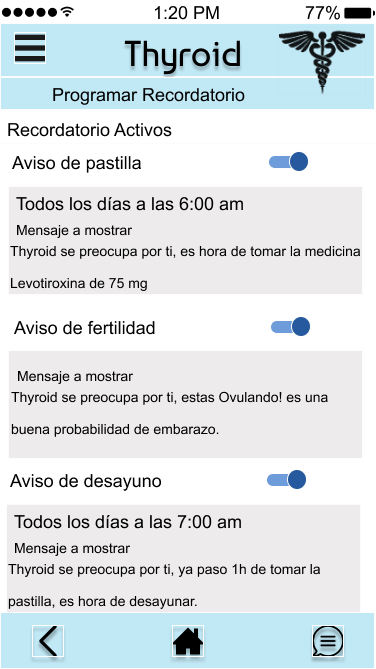 1:20 PM
77%
Thyroid
Programar Recordatorio
Recordatorio Activos
Aviso de pastilla
Todos los días a las 6:00 am
Mensaje a mostrar
Thyroid se preocupa por ti, es hora de tomar la medicina
Levotiroxina de 75 mg
Aviso de fertilidad
Mensaje a mostrar
Thyroid se preocupa por ti, estas Ovulando! es una
buena probabilidad de embarazo.
Aviso de desayuno
Todos los días a las 7:00 am
Mensaje a mostrar
Thyroid se preocupa por ti, ya paso 1h de tomar la
pastilla, es hora de desayunar.